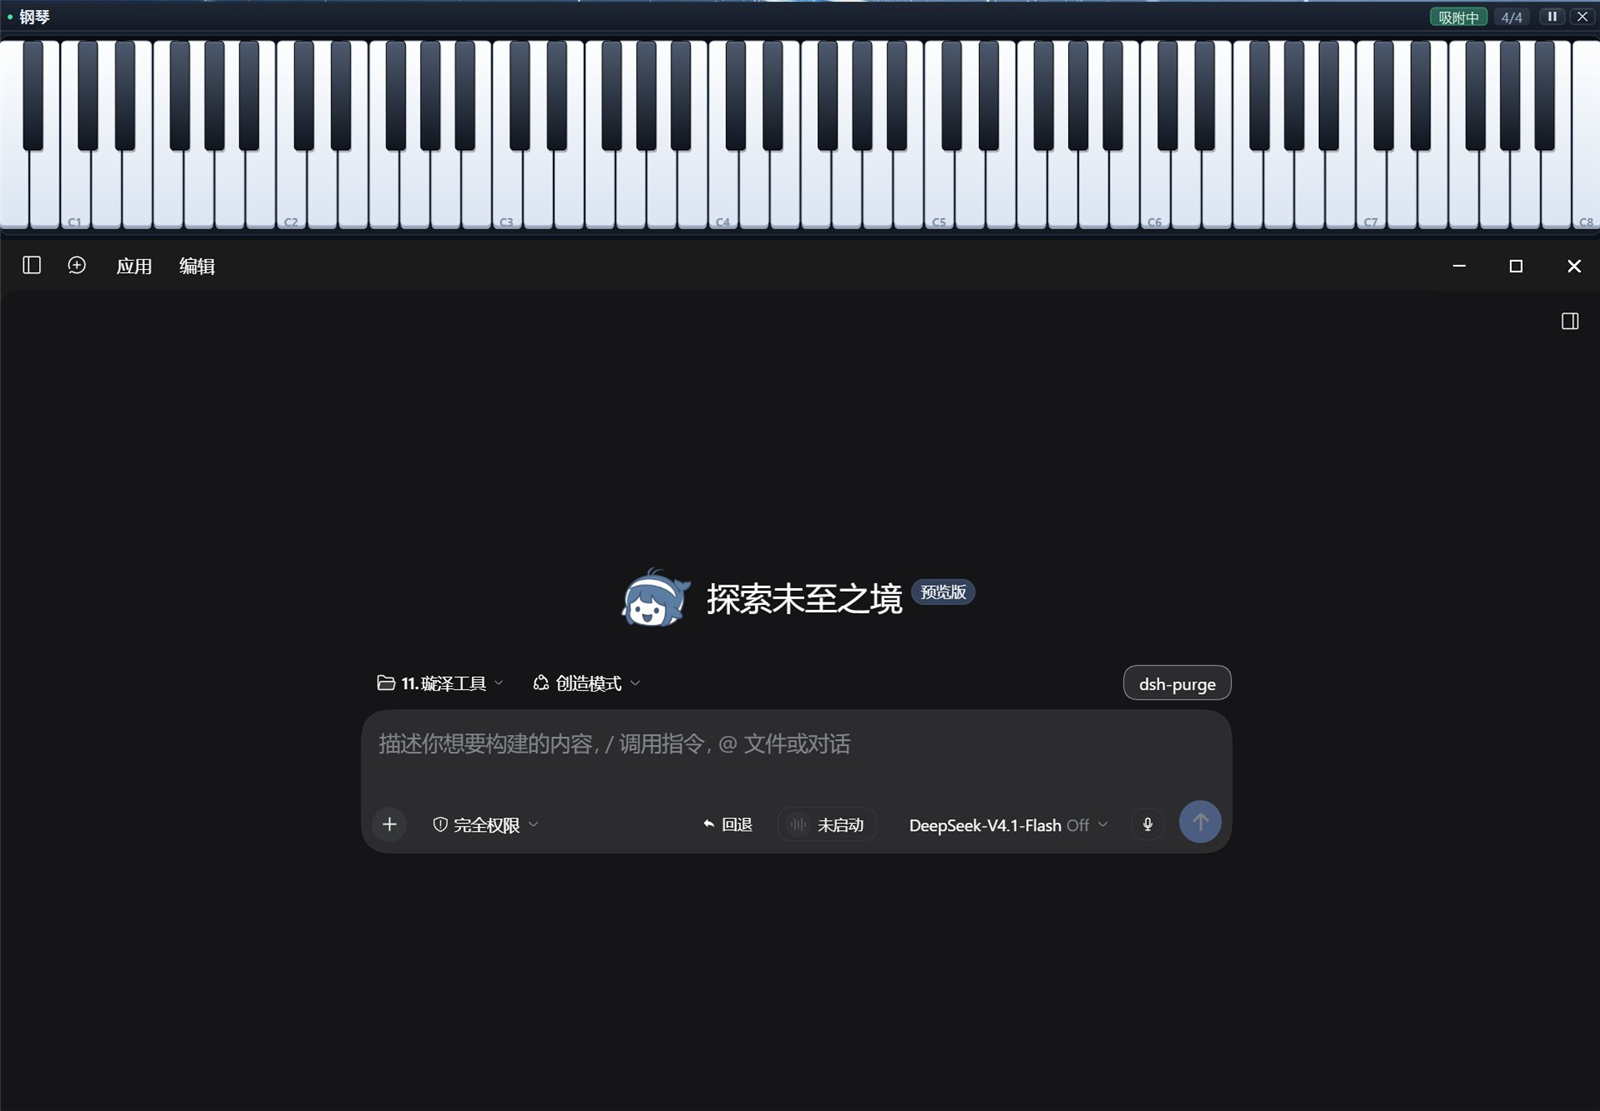 钢琴
吸附中 4/4
C1 C2 C3 C4 C5 C6 C7 C8
应用 编辑
探索未至之境 预览版
11.璇泽工具 创造模式 dsh-purge
描述你想要构建的内容, / 调用指令, @ 文件或对话
完全权限 回退 未启动 DeepSeek-V4.1-Flash Off